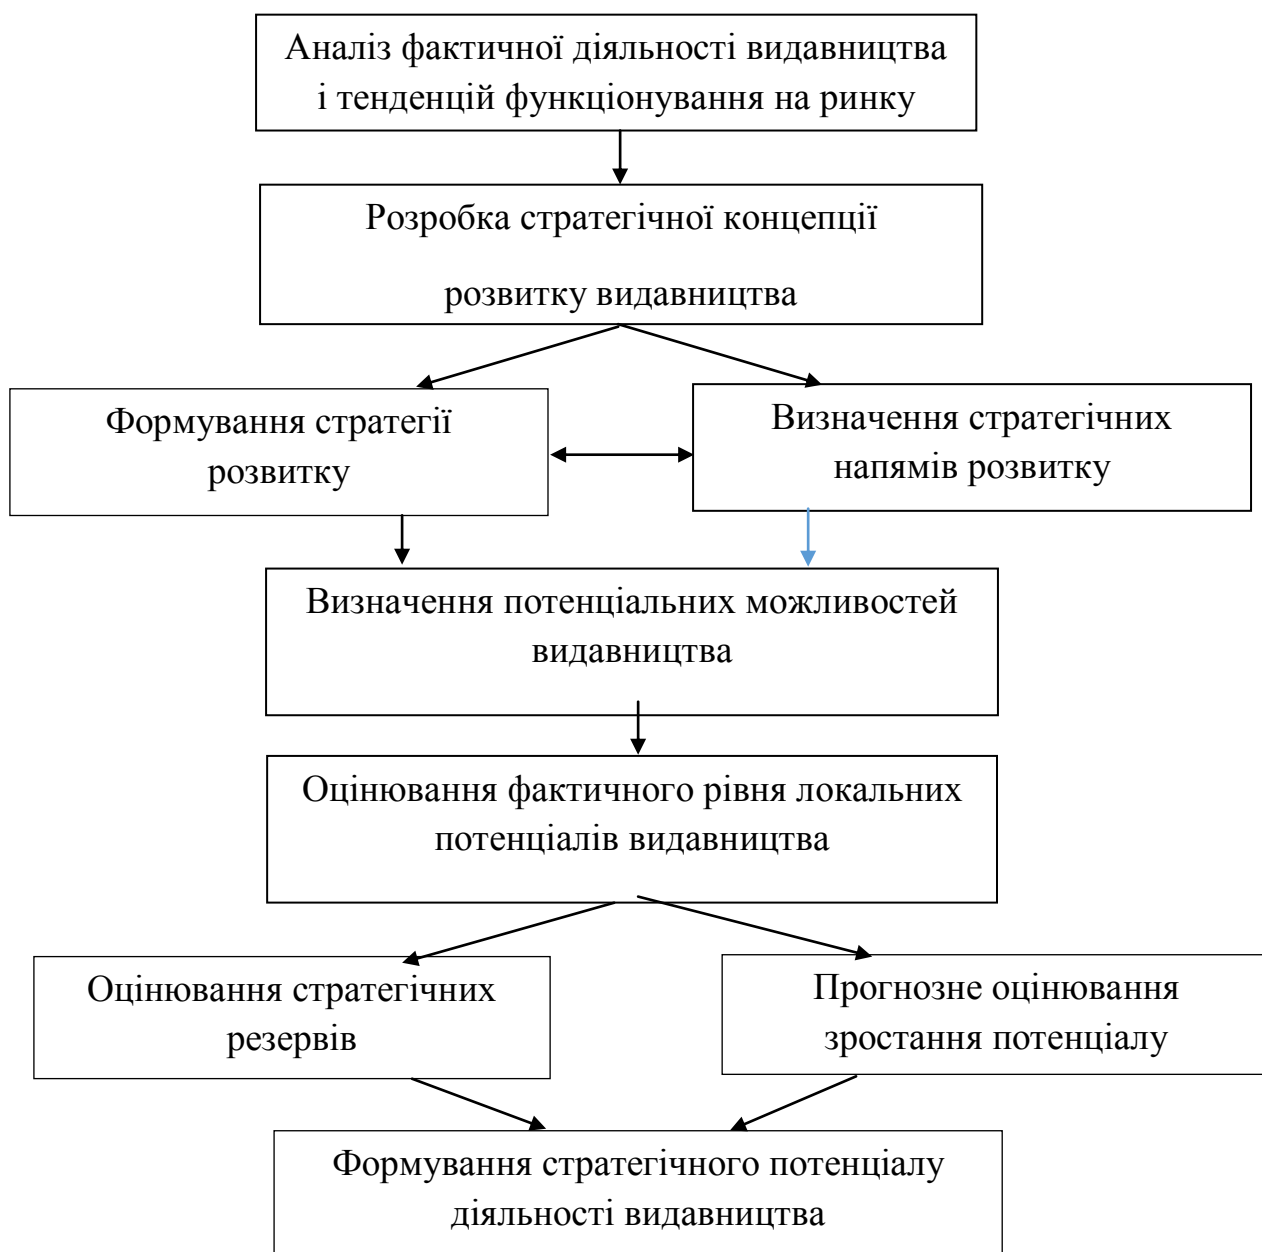 Аналіз фактичної діяльності видавництва
і тенденцій функціонування на ринку
Розробка стратегічної концепції
розвитку видавництва
Формування стратегії
розвитку
Визначення стратегічних
напямів розвитку
Визначення потенціальних можливостей
видавництва
Оцінювання фактичного рівня локальних
потенціалів видавництва
Оцінювання стратегічних
резервів
Прогнозне оцінювання
зростання потенціалу
Формування стратегічного потенціалу
діяльності видавництва